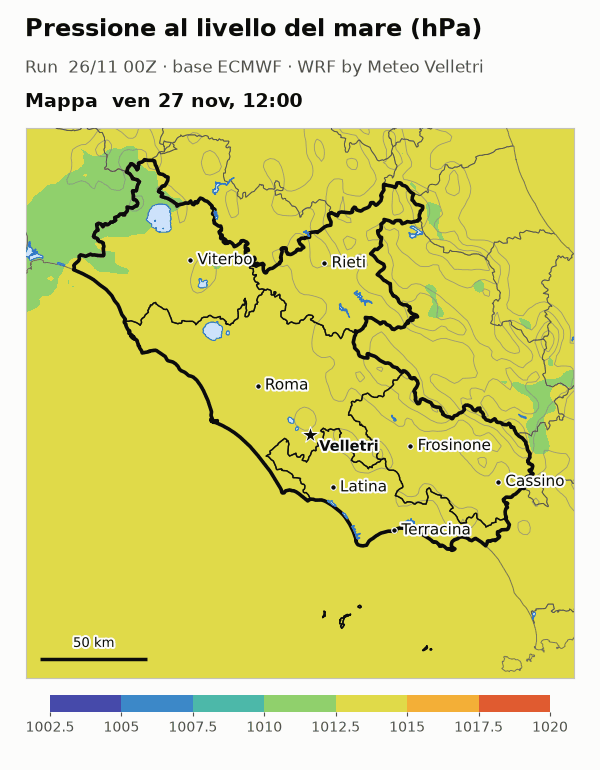 Pressione al livello del mare (hPa)
Run  26/11 00Z · base ECMWF · WRF by Meteo Velletri
Mappa  ven 27 nov, 12:00
Viterbo
Rieti
Roma
Velletri
Frosinone
Latina
Cassino
Terracina
50 km
1002.5 1005 1007.5 1010 1012.5 1015 1017.5 1020